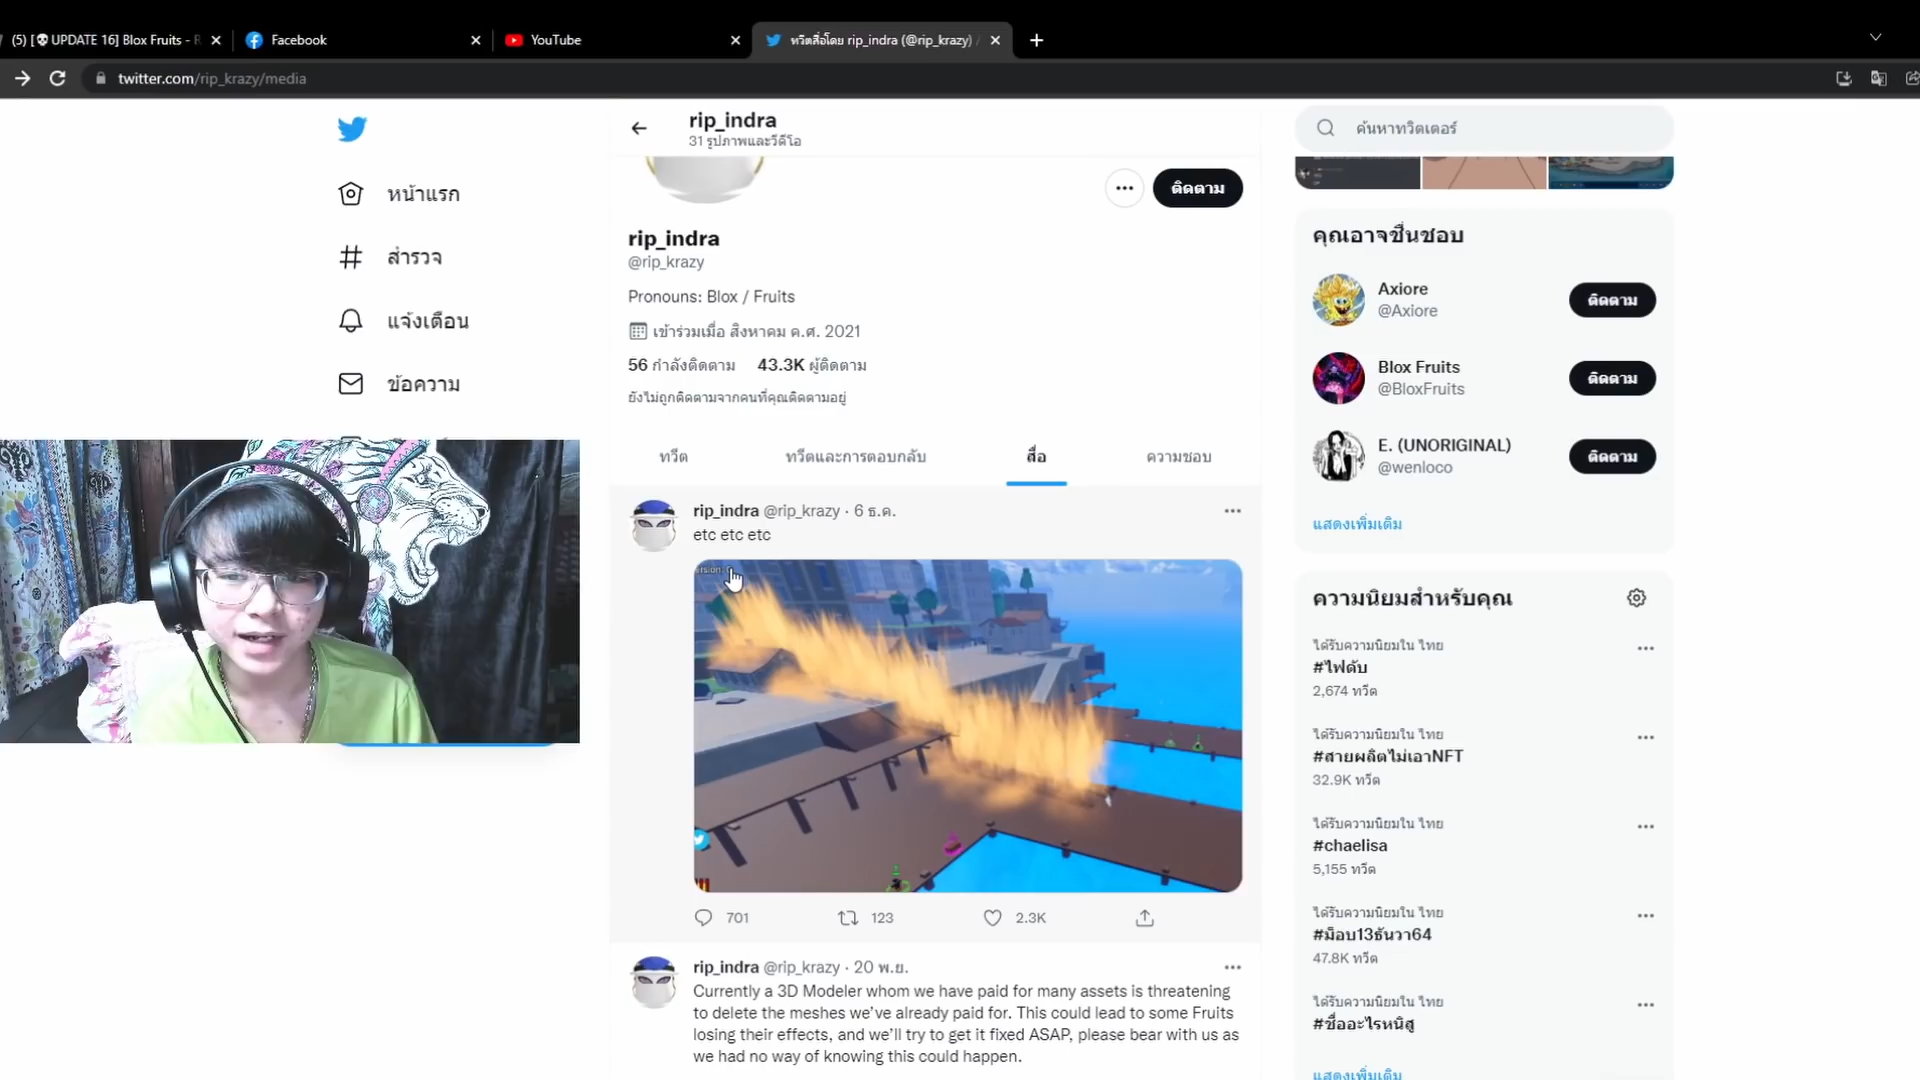 (5) [💀UPDATE 16] Blox Fruits - R
Facebook
YouTube
ทวีตสื่อโดย rip_indra (@rip_krazy) /
twitter.com/rip_krazy/media
rip_indra
31 รูปภาพและวีดีโอ
ค้นหาทวิตเตอร์
หน้าแรก
สำรวจ
แจ้งเตือน
ข้อความ
ติดตาม
rip_indra
@rip_krazy
Pronouns: Blox / Fruits
เข้าร่วมเมื่อ สิงหาคม ค.ศ. 2021
56 กำลังติดตาม 43.3K ผู้ติดตาม
ยังไม่ถูกติดตามจากคนที่คุณติดตามอยู่
ทวีต ทวีตและการตอบกลับ สื่อ ความชอบ
rip_indra @rip_krazy · 6 ธ.ค.
etc etc etc
ersion:
701 123 2.3K
rip_indra @rip_krazy · 20 พ.ย.
Currently a 3D Modeler whom we have paid for many assets is threatening
to delete the meshes we've already paid for. This could lead to some Fruits
losing their effects, and we'll try to get it fixed ASAP, please bear with us as
we had no way of knowing this could happen.
คุณอาจชื่นชอบ
Axiore
@Axiore
ติดตาม
Blox Fruits
@BloxFruits
ติดตาม
E. (UNORIGINAL)
@wenloco
ติดตาม
แสดงเพิ่มเติม
ความนิยมสำหรับคุณ
ได้รับความนิยมใน ไทย
#ไฟดับ
2,674 ทวีต
ได้รับความนิยมใน ไทย
#สายผลิตไม่เอาNFT
32.9K ทวีต
ได้รับความนิยมใน ไทย
#chaelisa
5,155 ทวีต
ได้รับความนิยมใน ไทย
#ม็อบ13ธันวา64
47.8K ทวีต
ได้รับความนิยมใน ไทย
#ชื่ออะไรหนิสู
แสดงเพิ่มเติม